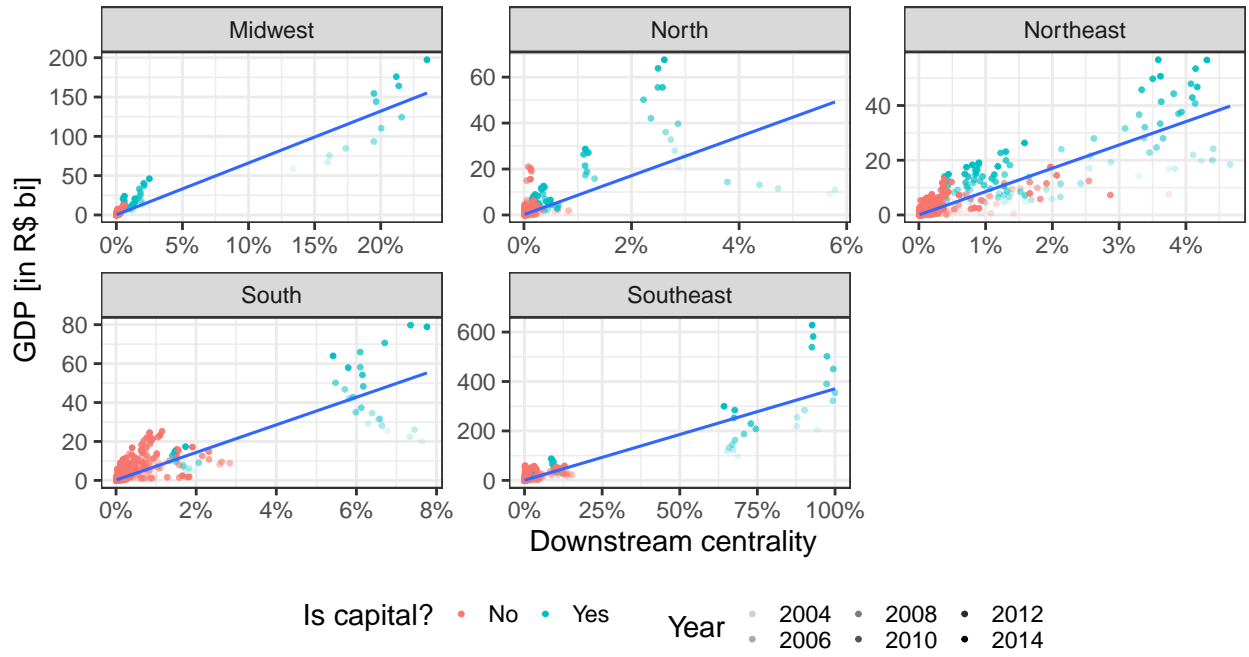 Midwest
North
Northeast
GDP [in R$ bi]
200
150
100
50
0
0% 5% 10% 15% 20%
60
40
20
0
0% 2% 4% 6%
40
20
0
0% 1% 2% 3% 4%
South
Southeast
80
60
40
20
0
0% 2% 4% 6% 8%
600
400
200
0
0% 25% 50% 75% 100%
Downstream centrality
Is capital? No Yes
Year 2004 2008 2012
2006 2010 2014